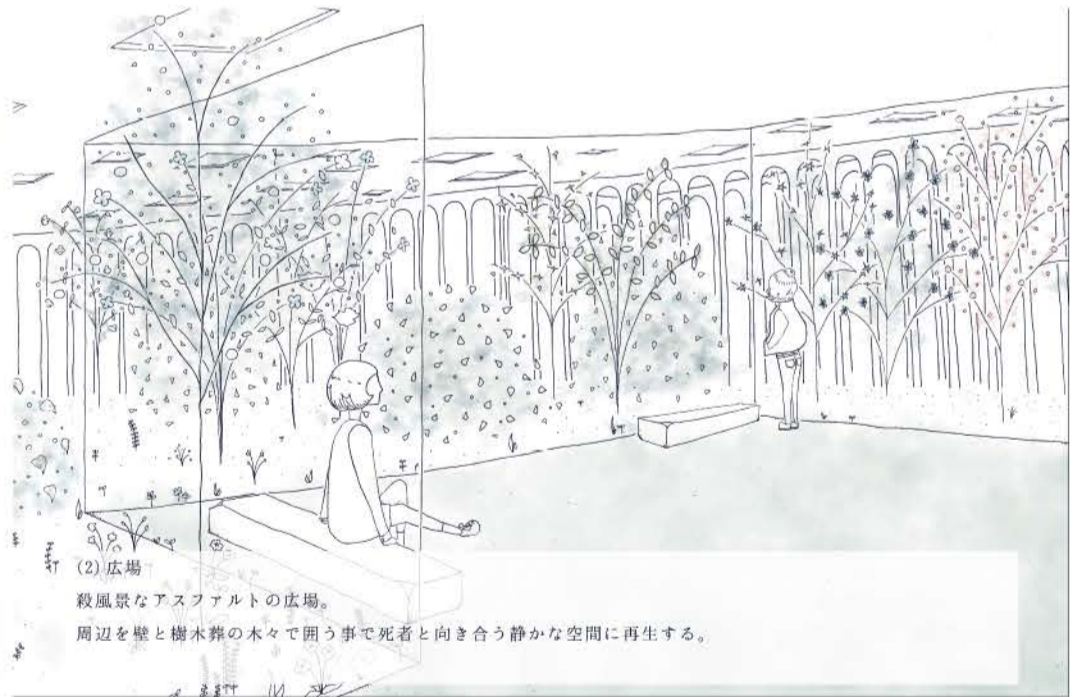 (2) 広場
殺風景なアスファルトの広場。
周辺を壁と樹木葬の木々で囲う事で死者と向き合う静かな空間に再生する。